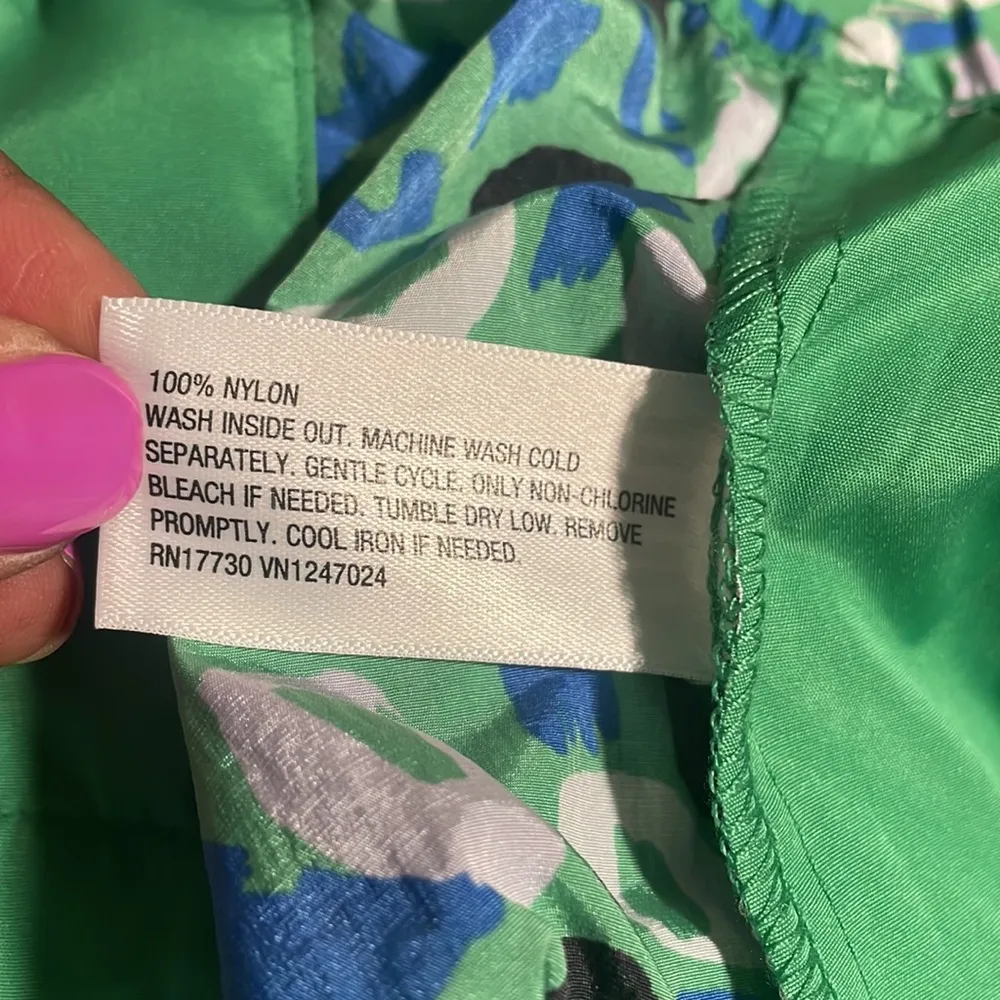 100% NYLON
WASH INSIDE OUT. MACHINE WASH COLD
SEPARATELY. GENTLE CYCLE. ONLY NON-CHLORINE
BLEACH IF NEEDED. TUMBLE DRY LOW. REMOVE
PROMPTLY. COOL IRON IF NEEDED.
RN17730 VN1247024